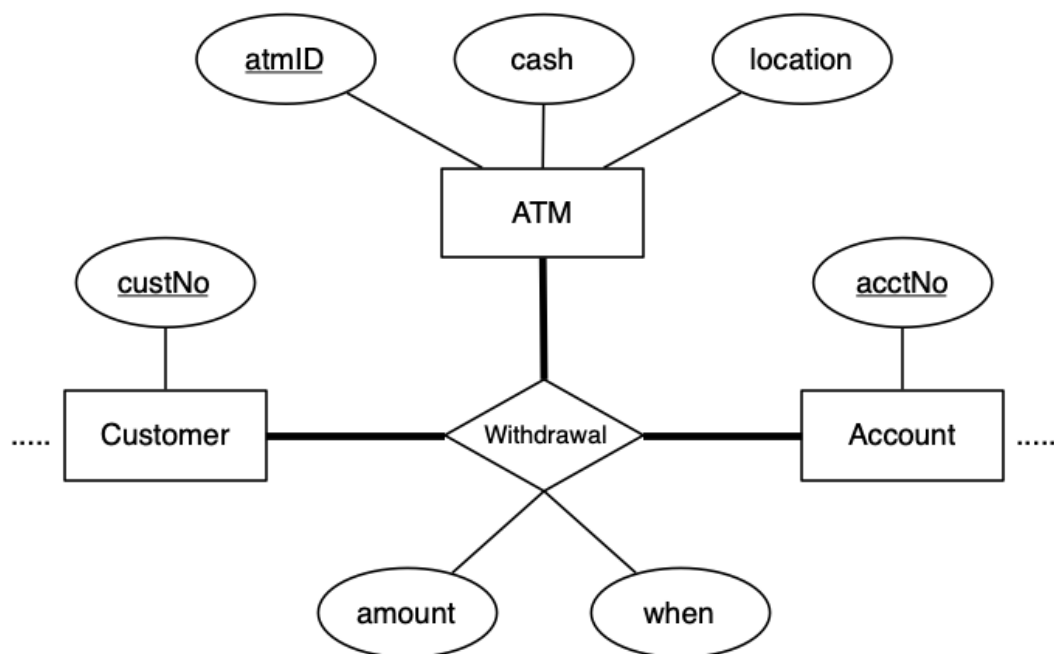 atmID
cash
location
ATM
custNo
acctNo
..... Customer
Withdrawal
Account .....
amount
when